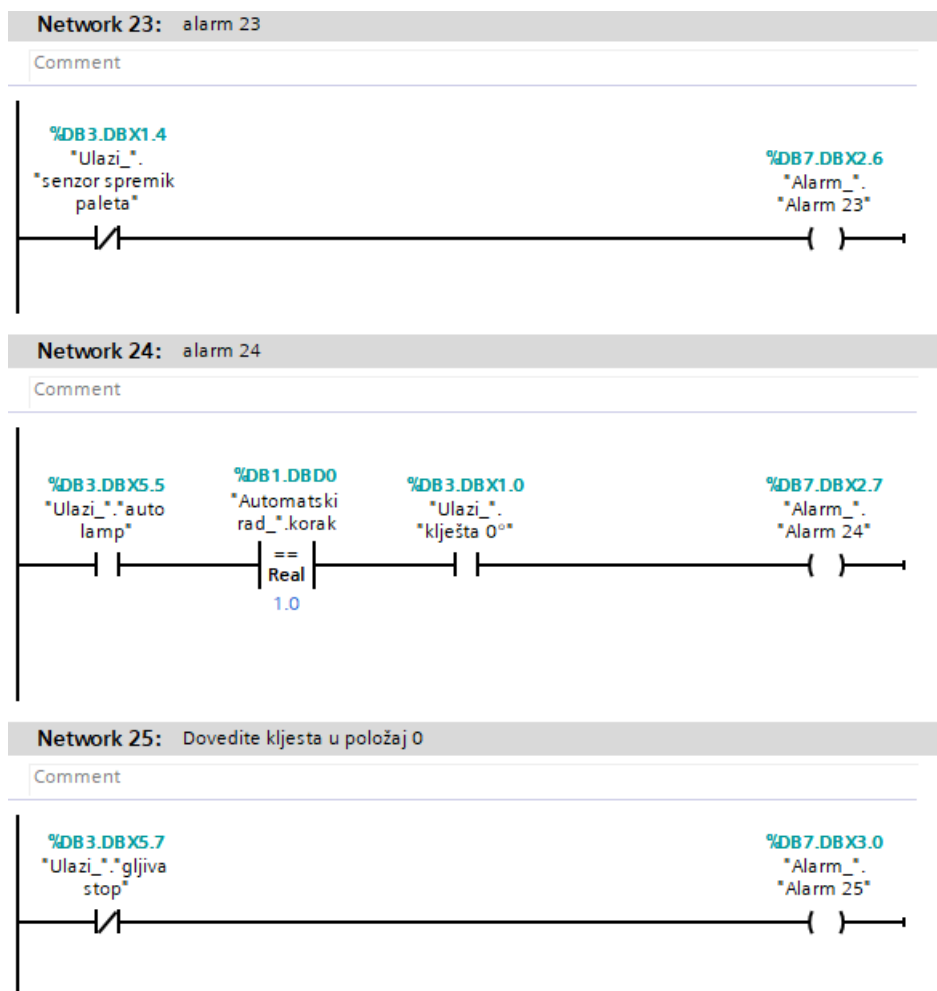 Network 23: alarm 23
Comment
%DB3.DBX1.4
"Ulazi_".
"senzor spremik
paleta"
%DB7.DBX2.6
"Alarm_".
"Alarm 23"
Network 24: alarm 24
Comment
%DB3.DBX5.5
"Ulazi_"."auto
lamp"
%DB1.DBD0
"Automatski
rad_".korak
==
Real
1.0
%DB3.DBX1.0
"Ulazi_".
"klješta 0°"
%DB7.DBX2.7
"Alarm_".
"Alarm 24"
Network 25: Dovedite kljesta u položaj 0
Comment
%DB3.DBX5.7
"Ulazi_"."gljiva
stop"
%DB7.DBX3.0
"Alarm_".
"Alarm 25"